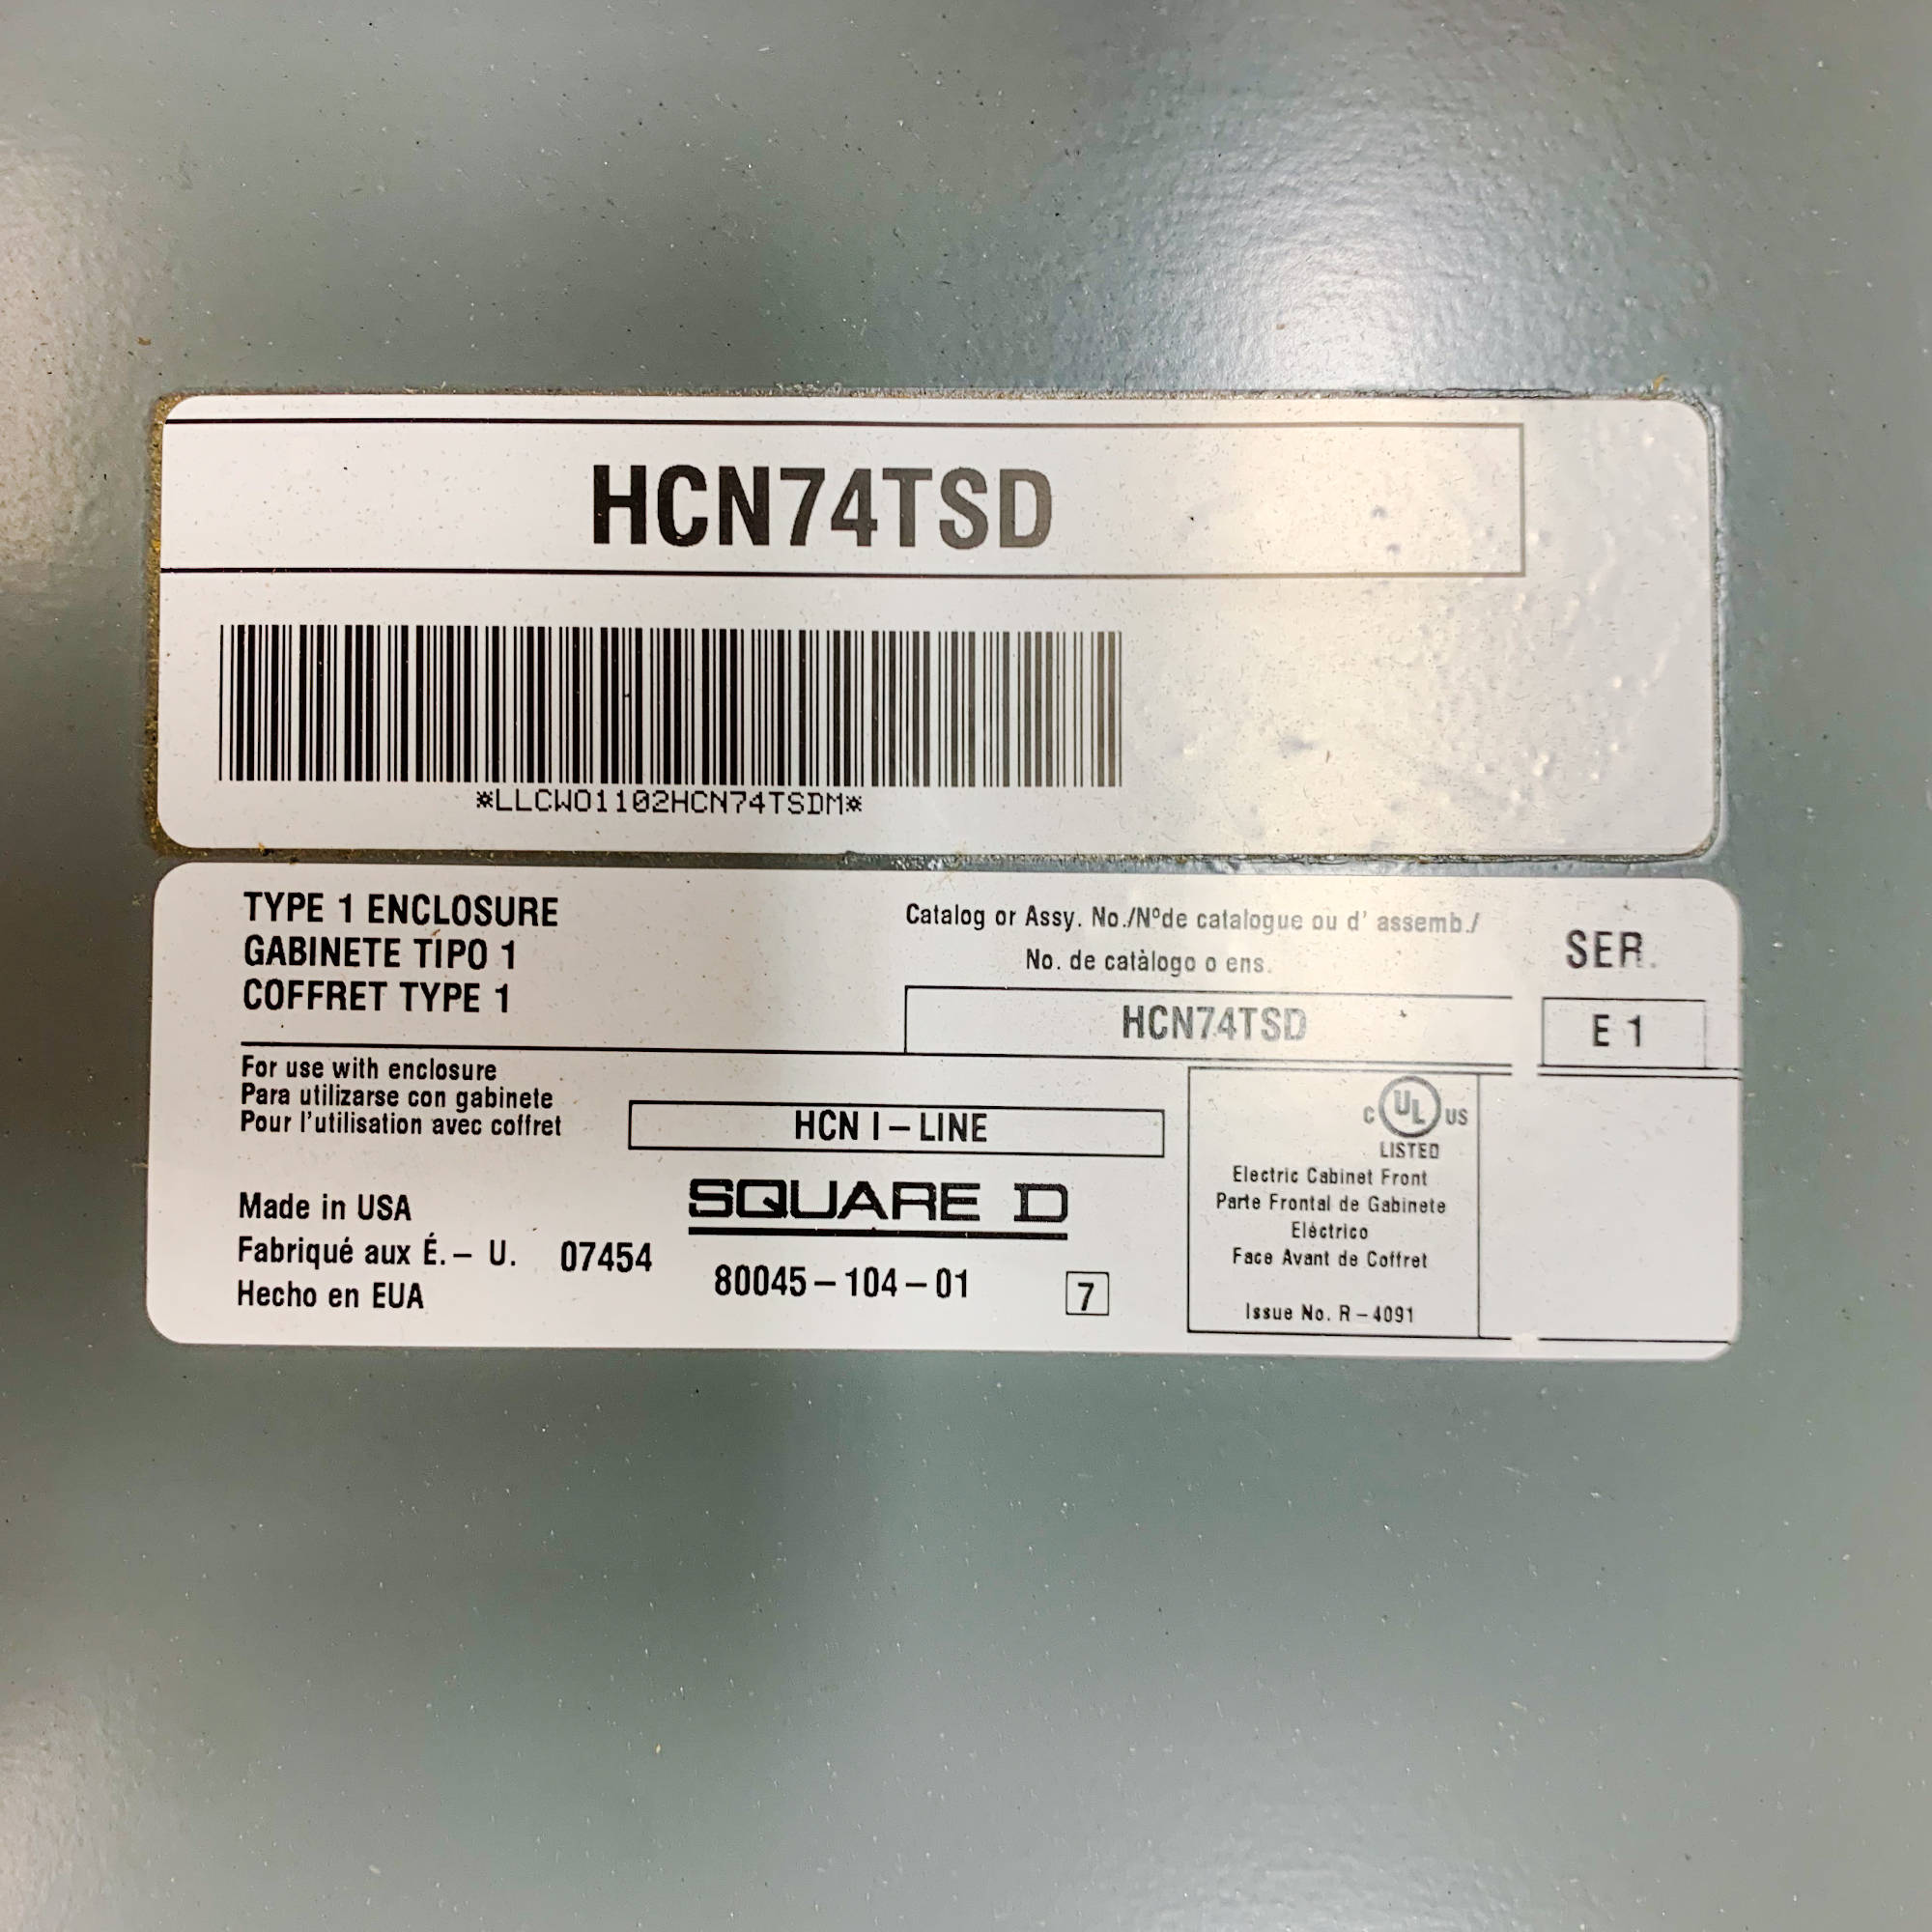 HCN74TSD
*LLCWO1102HCN74TSDM*
TYPE 1 ENCLOSURE
GABINETE TIPO 1
COFFRET TYPE 1
Catalog or Assy. No./Nºde catalogue ou d' assemb./
No. de catàlogo o ens.
HCN74TSD
SER.
E 1
For use with enclosure
Para utilizarse con gabinete
Pour l'utilisation avec coffret
HCN I – LINE
Made in USA
Fabriqué aux É. – U. 07454
Hecho en EUA
SQUARE D
80045 – 104 – 01
7
C UL US
LISTED
Electric Cabinet Front
Parte Frontal de Gabinete
Elèctrico
Face Avant de Coffret
Issue No. R – 4091